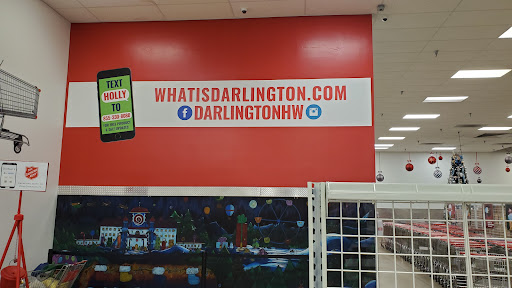 TEXT
HOLLY
TO
WHATISDARLINGTON.COM
f DARLINGTONHW